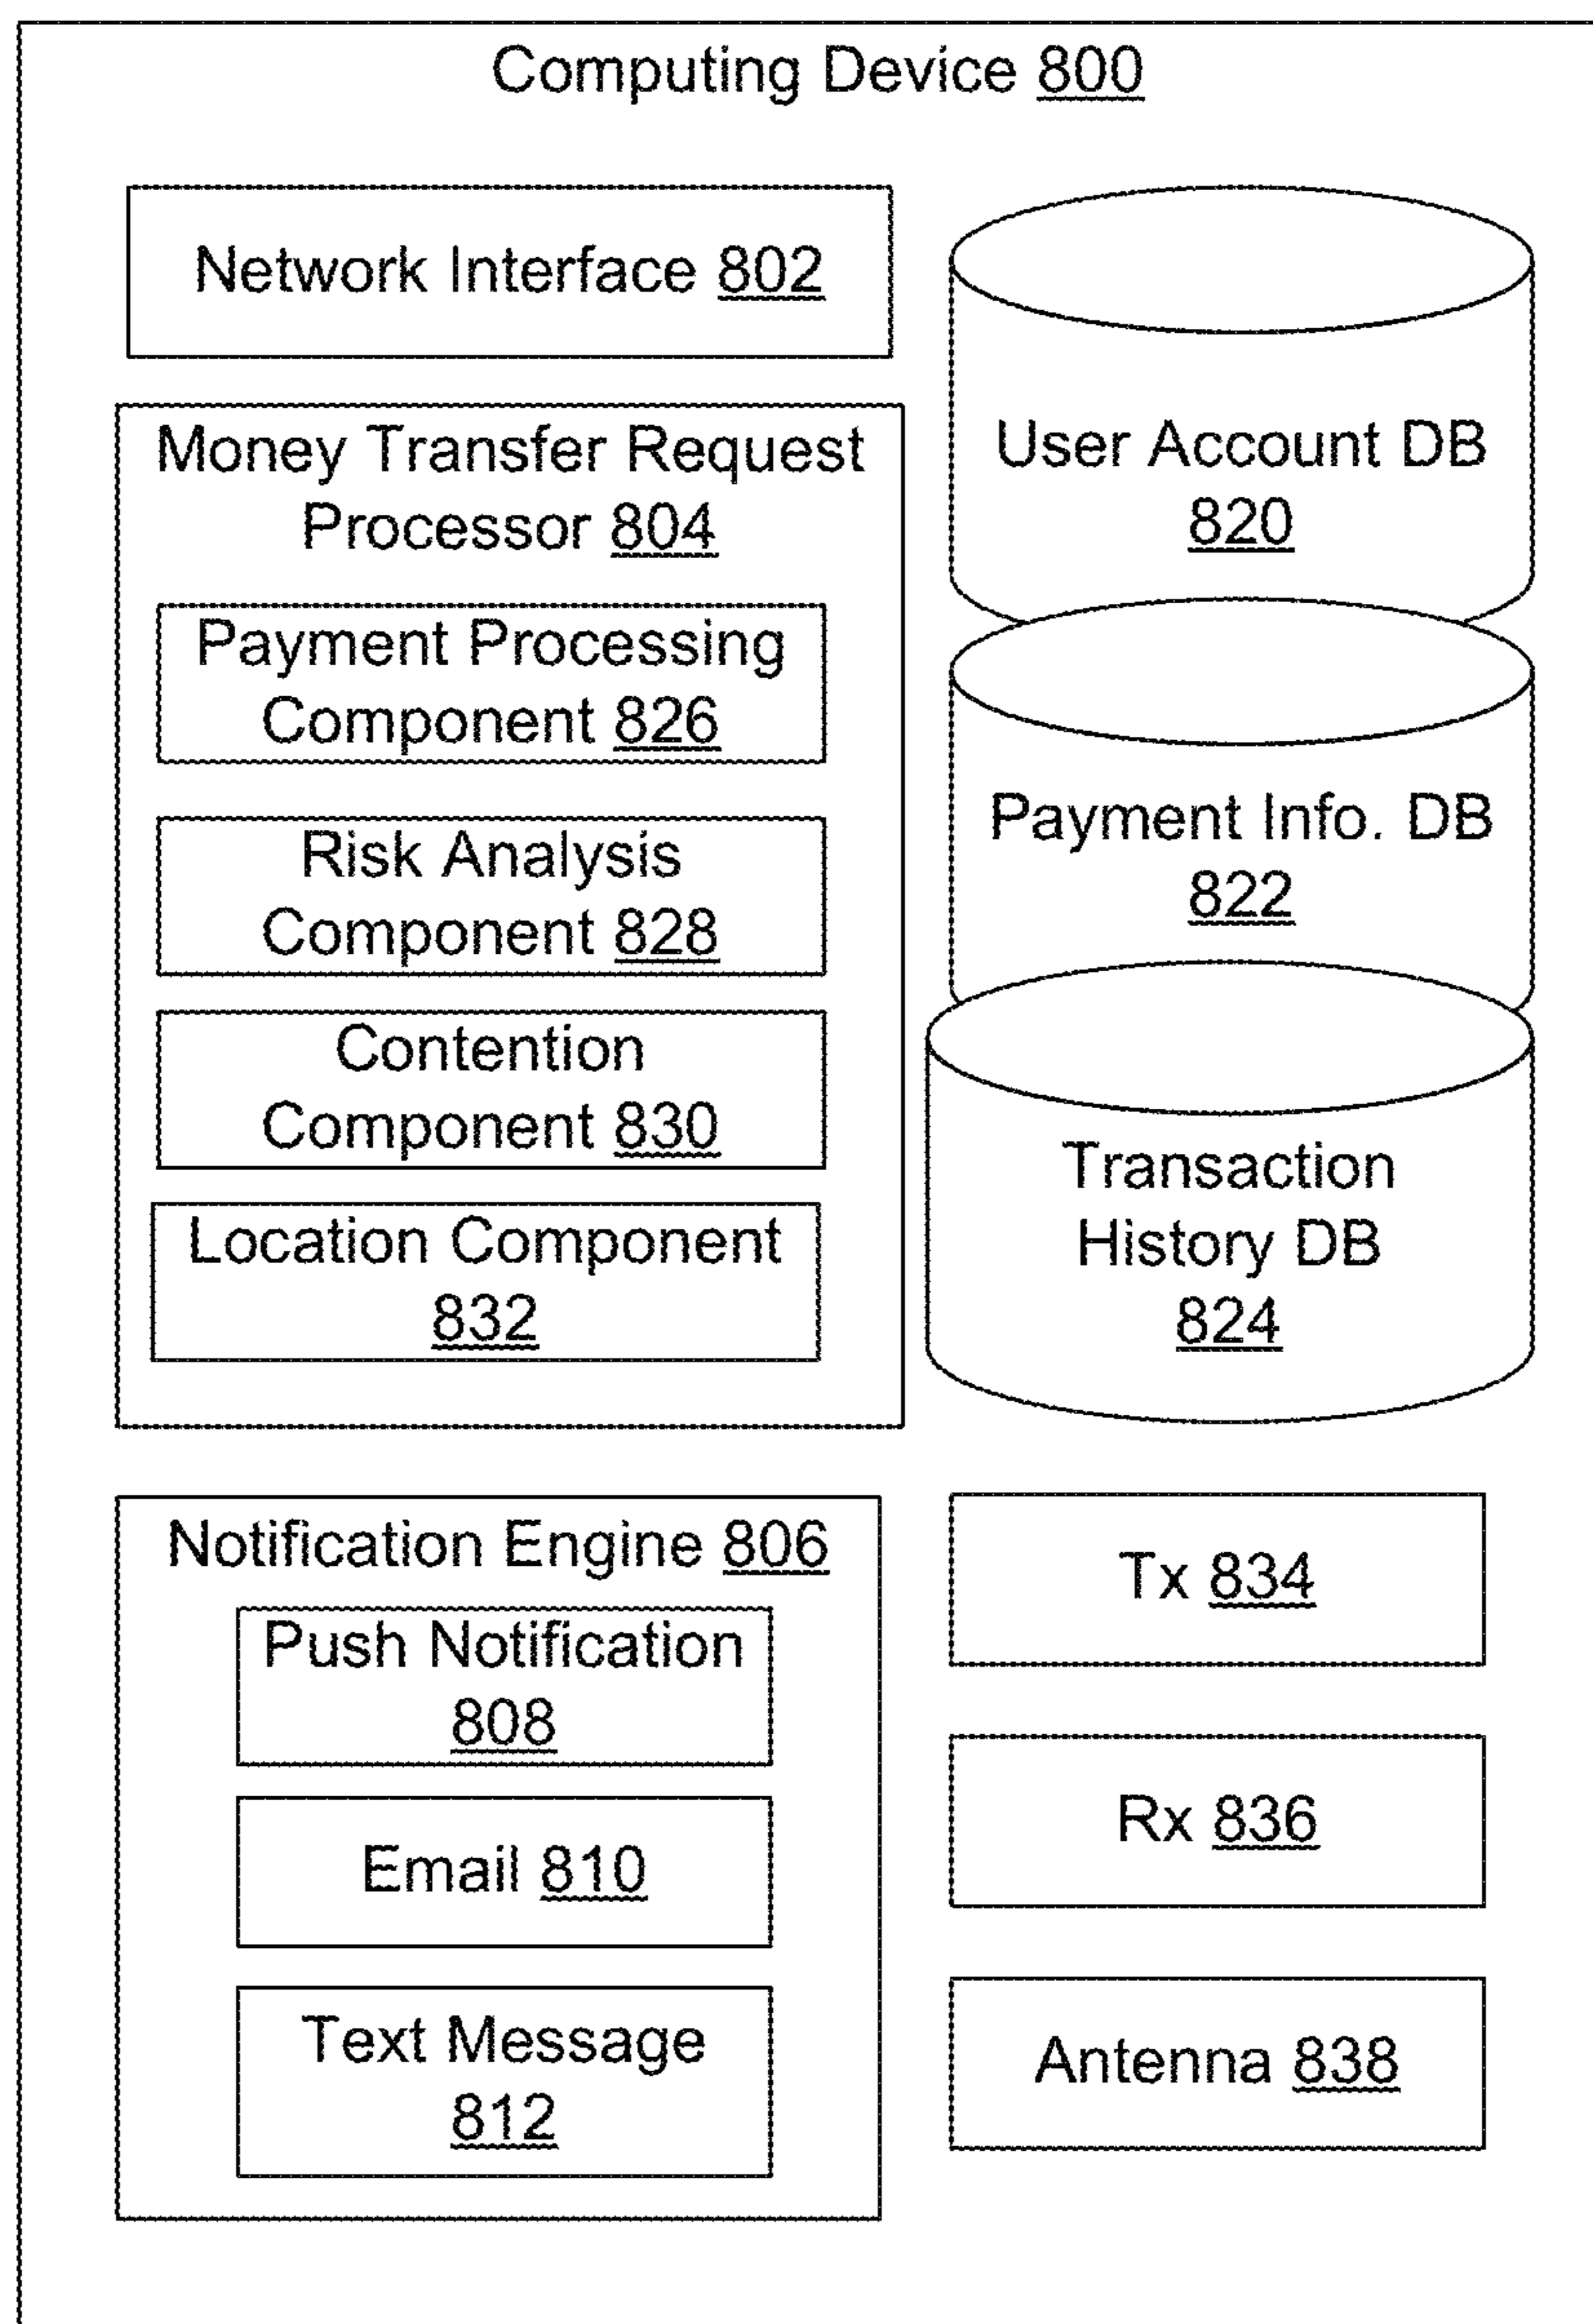 Computing Device 800
Network Interface 802
Money Transfer Request
Processor 804
Payment Processing
Component 826
Risk Analysis
Component 828
Contention
Component 830
Location Component
832
User Account DB
820
Payment Info. DB
822
Transaction
History DB
824
Notification Engine 806
Push Notification
808
Email 810
Text Message
812
Tx 834
Rx 836
Antenna 838